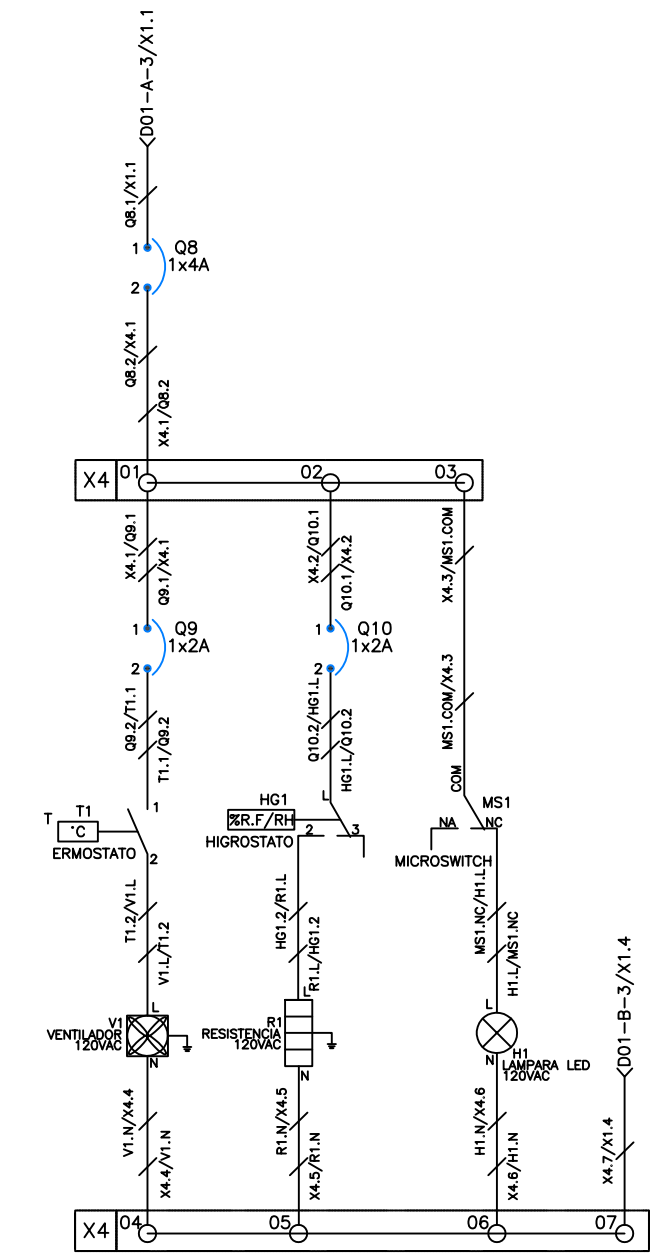 D01-A-3/X1.1
Q8.1/X1.1
1
Q8
1x4A
2
Q8.2/X4.1
X4.1/Q8.2
X4
01
02
03
X4.1/Q9.1
Q9.1/X4.1
X4.2/Q10.1
Q10.1/X4.2
X4.3/MS1.COM
1
Q9
1x2A
2
1
Q10
1x2A
2
Q9.2/T1.1
T1.1/Q9.2
Q10.2/HG1.L
HG1.L/Q10.2
MS1.COM/X4.3
COM
T
T1
°C
ERMOSTATO
1
2
HG1
%R.F/RH
HIGROSTATO
L
2
3
MS1
NA
NC
MICROSWITCH
T1.2/V1.L
V1.L/T1.2
HG1.2/R1.L
R1.L/HG1.2
MS1.NC/H1.L
H1.L/MS1.NC
D01-B-3/X1.4
L
V1
VENTILADOR
120VAC
N
L
R1
RESISTENCIA
120VAC
N
L
N
H1
LAMPARA LED
120VAC
V1.N/X4.4
X4.4/V1.N
R1.N/X4.5
X4.5/R1.N
H1.N/X4.6
X4.6/H1.N
X4.7/X1.4
X4
04
05
06
07